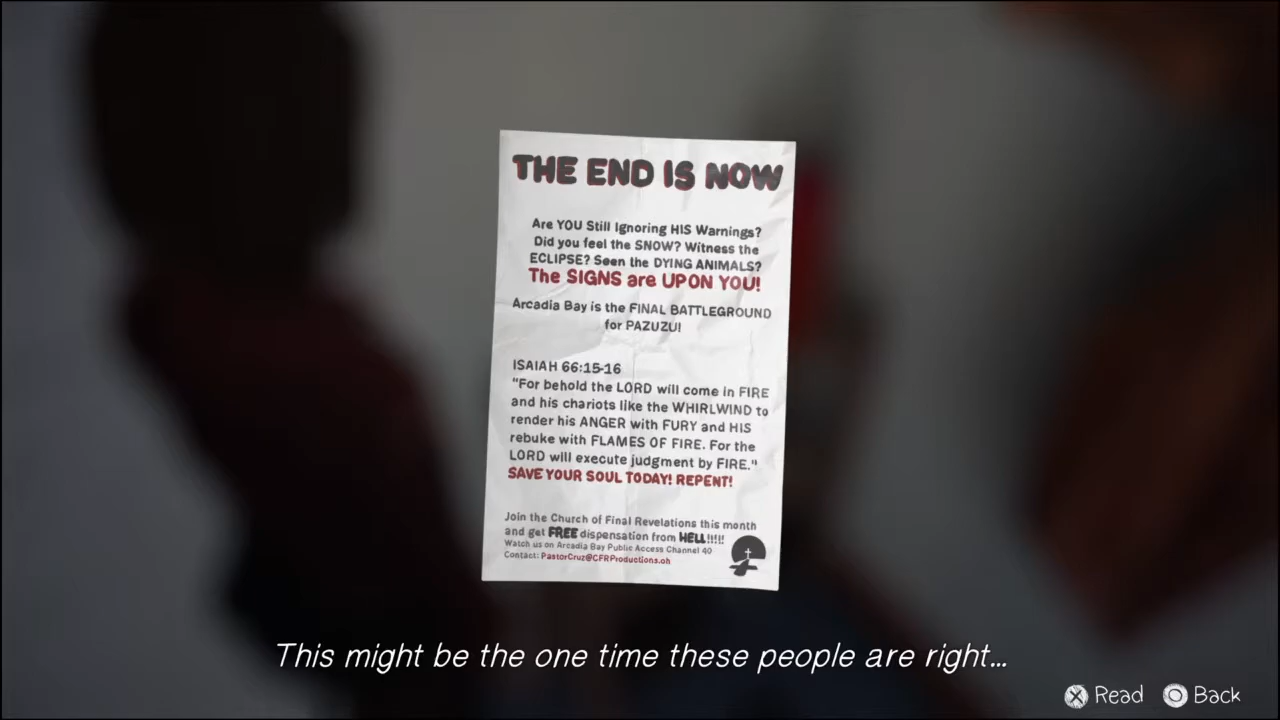 THE END IS NOW
Are YOU Still Ignoring HIS Warnings?
Did you feel the SNOW? Witness the
ECLIPSE? Seen the DYING ANIMALS?
The SIGNS are UPON YOU!
Arcadia Bay is the FINAL BATTLEGROUND
for PAZUZU!
ISAIAH 66:15-16
"For behold the LORD will come in FIRE
and his chariots like the WHIRLWIND to
render his ANGER with FURY and HIS
rebuke with FLAMES OF FIRE. For the
LORD will execute judgment by FIRE."
SAVE YOUR SOUL TODAY! REPENT!
Join the Church of Final Revelations this month
and get FREE dispensation from HELL!!!!!
Watch us on Arcadia Bay Public Access Channel 40
Contact: PastorCruz@CFRProductions.oh
This might be the one time these people are right...
Read Back